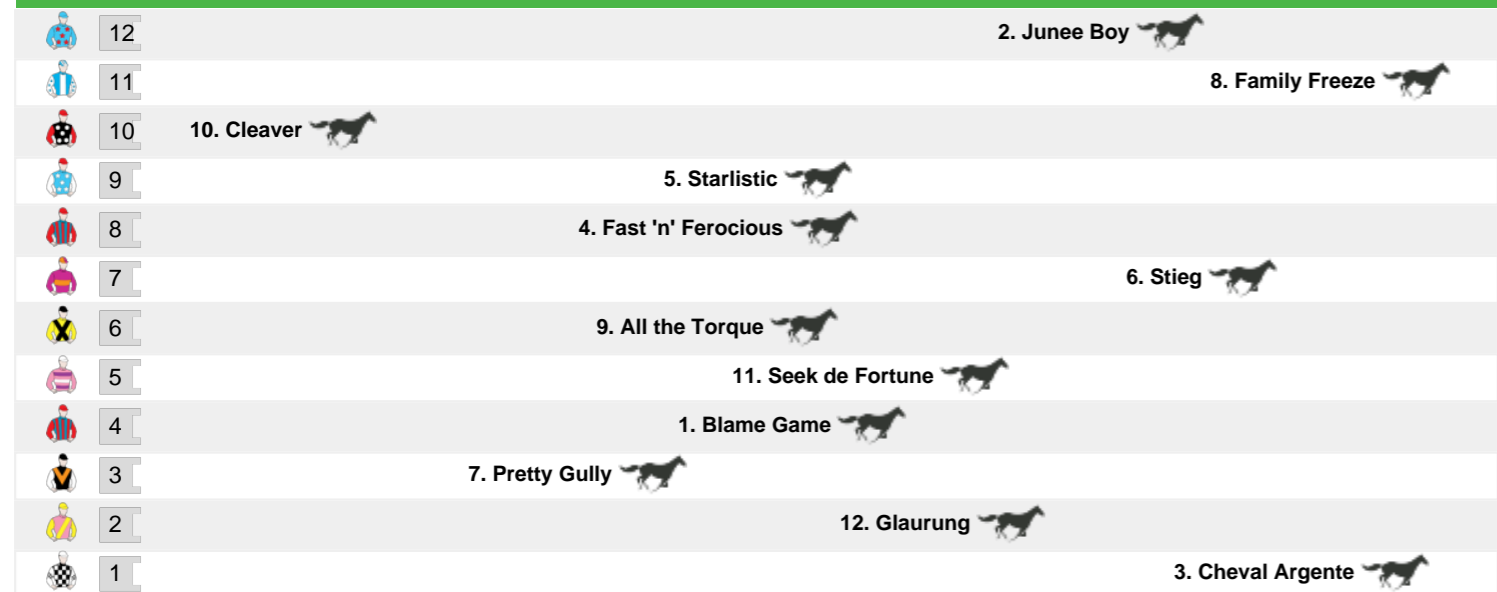 12 2. Junee Boy
11 8. Family Freeze
10 10. Cleaver
9 5. Starlistic
8 4. Fast 'n' Ferocious
7 6. Stieg
6 9. All the Torque
5 11. Seek de Fortune
4 1. Blame Game
3 7. Pretty Gully
2 12. Glaurung
1 3. Cheval Argente